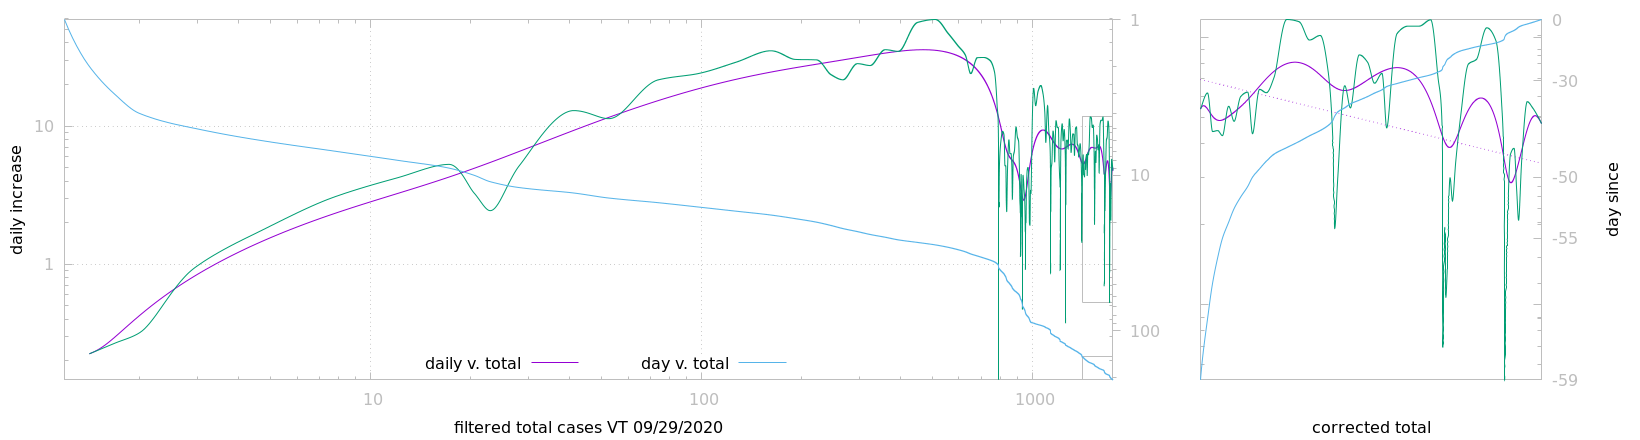 daily increase
10
1
10
100
1000
1
10
100
daily v. total
day v. total
filtered total cases VT 09/29/2020
0
-30
-50
-55
-59
day since
corrected total